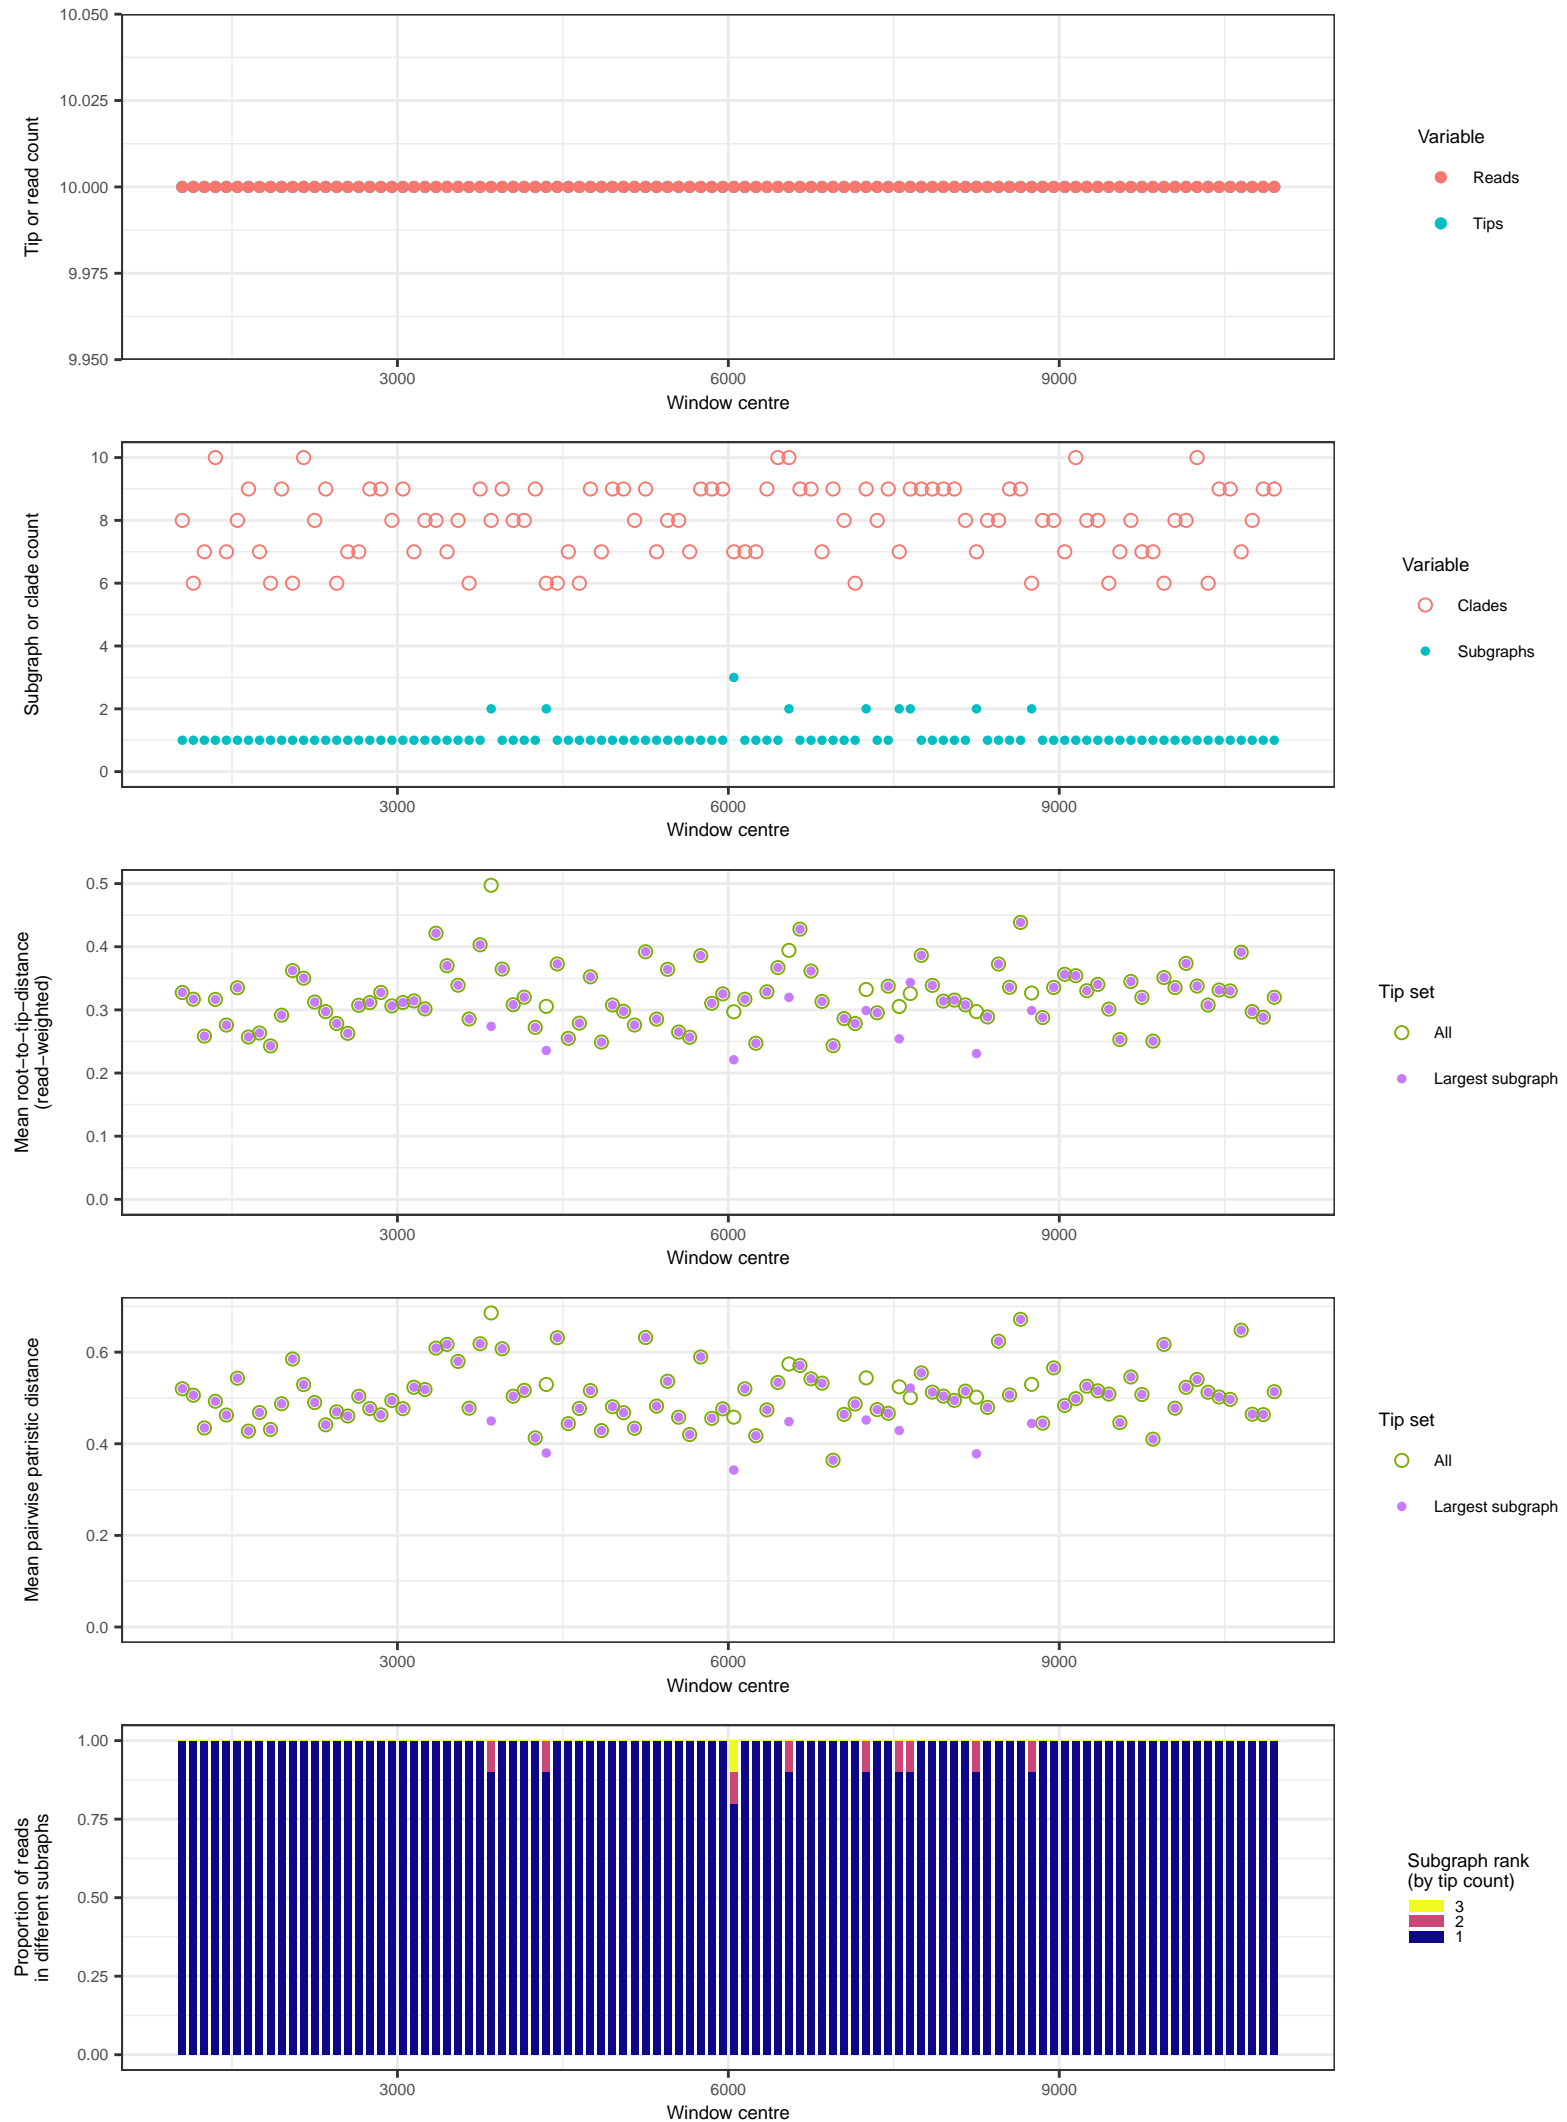 10.050
10.025
10.000
9.975
9.950
Tip or read count
3000 6000 9000
Window centre
Variable
Reads
Tips
10
8
6
4
2
0
Subgraph or clade count
3000 6000 9000
Window centre
Variable
Clades
Subgraphs
0.5
0.4
0.3
0.2
0.1
0.0
Mean root−to−tip−distance
(read−weighted)
3000 6000 9000
Window centre
Tip set
All
Largest subgraph
0.6
0.4
0.2
0.0
Mean pairwise patristic distance
3000 6000 9000
Window centre
Tip set
All
Largest subgraph
1.00
0.75
0.50
0.25
0.00
Proportion of reads
in different subraphs
3000 6000 9000
Window centre
Subgraph rank
(by tip count)
3
2
1